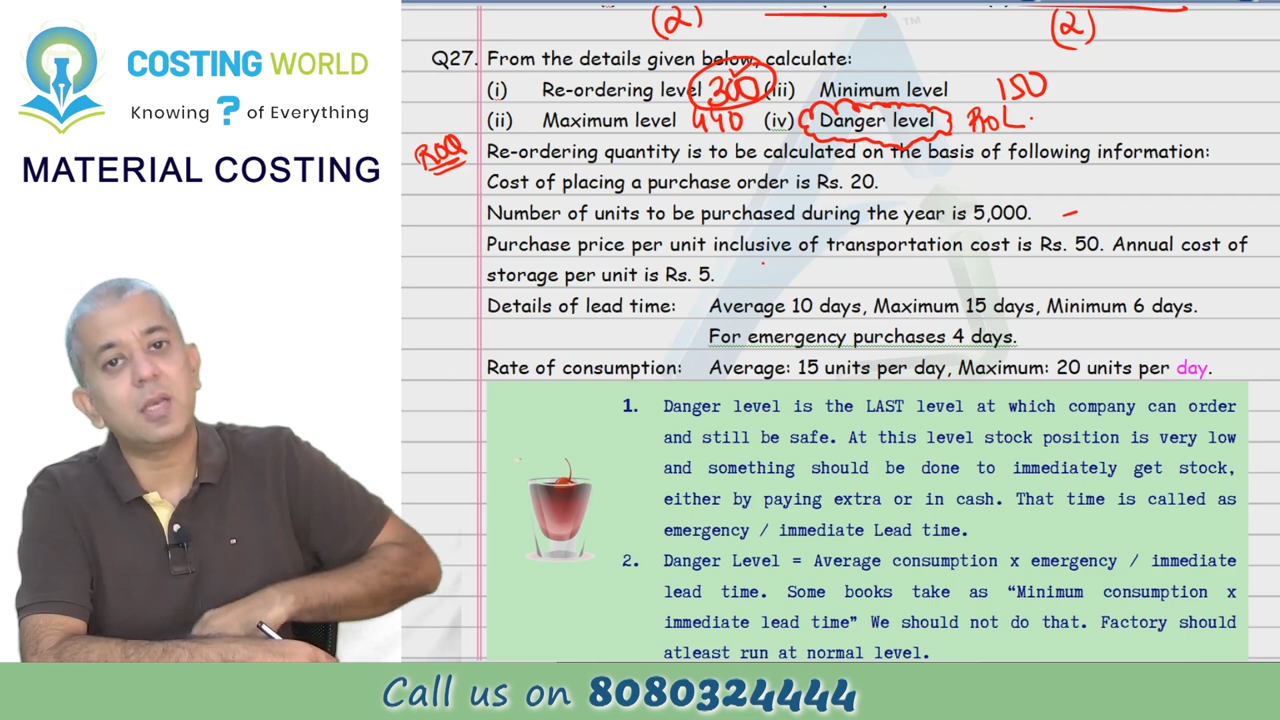 (2)
(2)
COSTING WORLD
Knowing ? of Everything
MATERIAL COSTING
Q27. From the details given below, calculate:
(i) Re-ordering level 300 (iii) Minimum level 150
(ii) Maximum level 440 (iv) Danger level ROL.
ROQ Re-ordering quantity is to be calculated on the basis of following information:
Cost of placing a purchase order is Rs. 20.
Number of units to be purchased during the year is 5,000.
Purchase price per unit inclusive of transportation cost is Rs. 50. Annual cost of
storage per unit is Rs. 5.
Details of lead time: Average 10 days, Maximum 15 days, Minimum 6 days.
For emergency purchases 4 days.
Rate of consumption: Average: 15 units per day, Maximum: 20 units per day.
1. Danger level is the LAST level at which company can order
and still be safe. At this level stock position is very low
and something should be done to immediately get stock,
either by paying extra or in cash. That time is called as
emergency / immediate Lead time.
2. Danger Level = Average consumption x emergency / immediate
lead time. Some books take as “Minimum consumption x
immediate lead time” We should not do that. Factory should
atleast run at normal level.
Call us on 8080324444